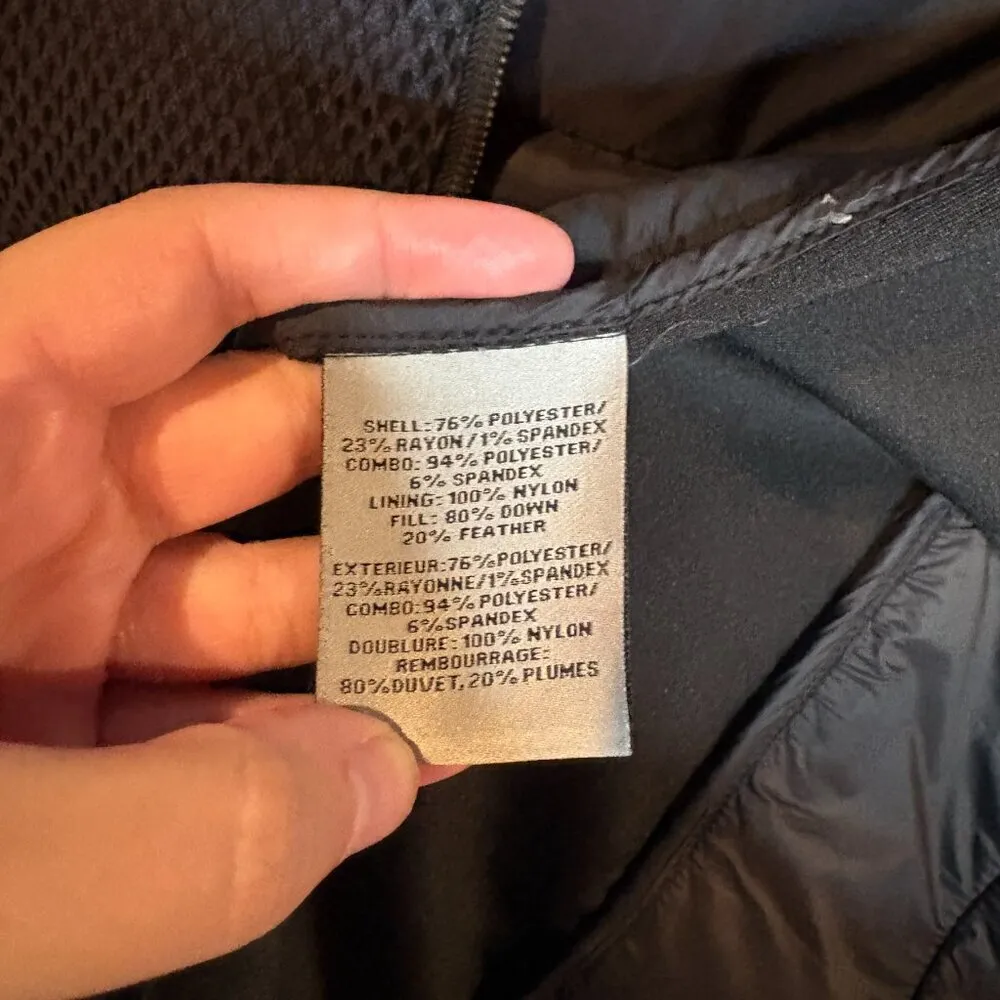 SHELL: 76% POLYESTER/
23% RAYON/1% SPANDEX
COMBO: 94% POLYESTER/
6% SPANDEX
LINING: 100% NYLON
FILL: 80% DOWN
20% FEATHER
EXTERIEUR:76%POLYESTER/
23%RAYONNE/1%SPANDEX
COMBO:94%POLYESTER/
6%SPANDEX
DOUBLURE: 100% NYLON
REMBOURRAGE:
80%DUVET, 20% PLUMES